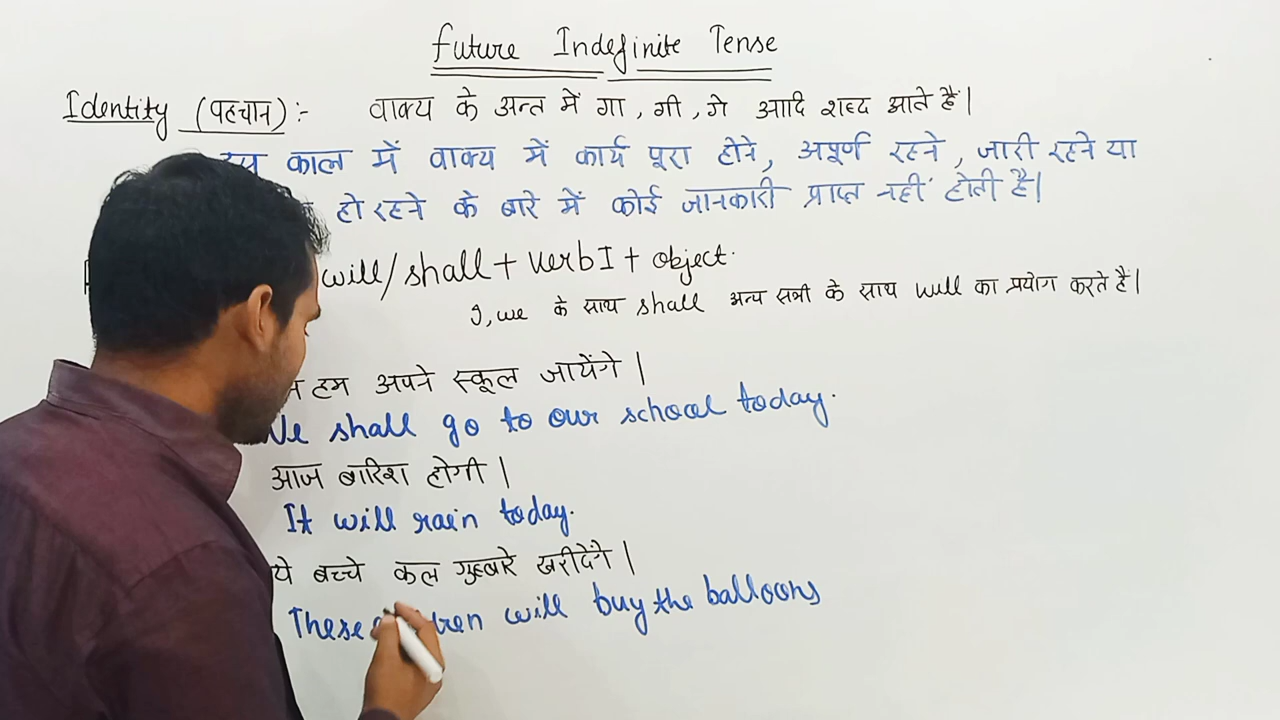 Future Indefinite Tense
Identity (पहचान) :- वाक्य के अन्त में गा, गी, गे आदि शब्द आते हैं।
काल में वाक्य में कार्य पूरा होने, अपूर्ण रहने, जारी रहने या
हो रहने के बारे में कोई जानकारी प्राप्त नहीं होती है।
will/shall + Verb I + object.
I, we के साथ shall अन्य सभी के साथ will का प्रयोग करते है।
हम अपने स्कूल जायेंगे।
We shall go to our school today.
आज बारिश होगी।
It will rain today.
ये बच्चे कल गुब्बारे खरीदेंगे।
These will buy the balloons